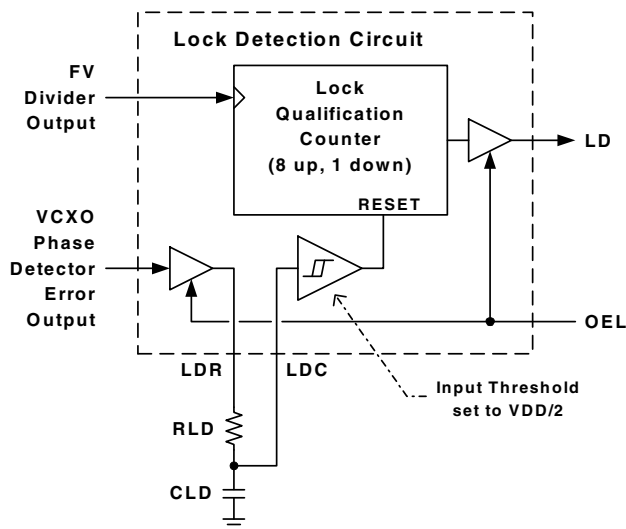 Lock Detection Circuit
FV
Divider
Output
Lock
Qualification
Counter
(8 up, 1 down)
RESET
LD
VCXO
Phase
Detector
Error
Output
OEL
LDR
LDC
Input Threshold
set to VDD/2
RLD
CLD